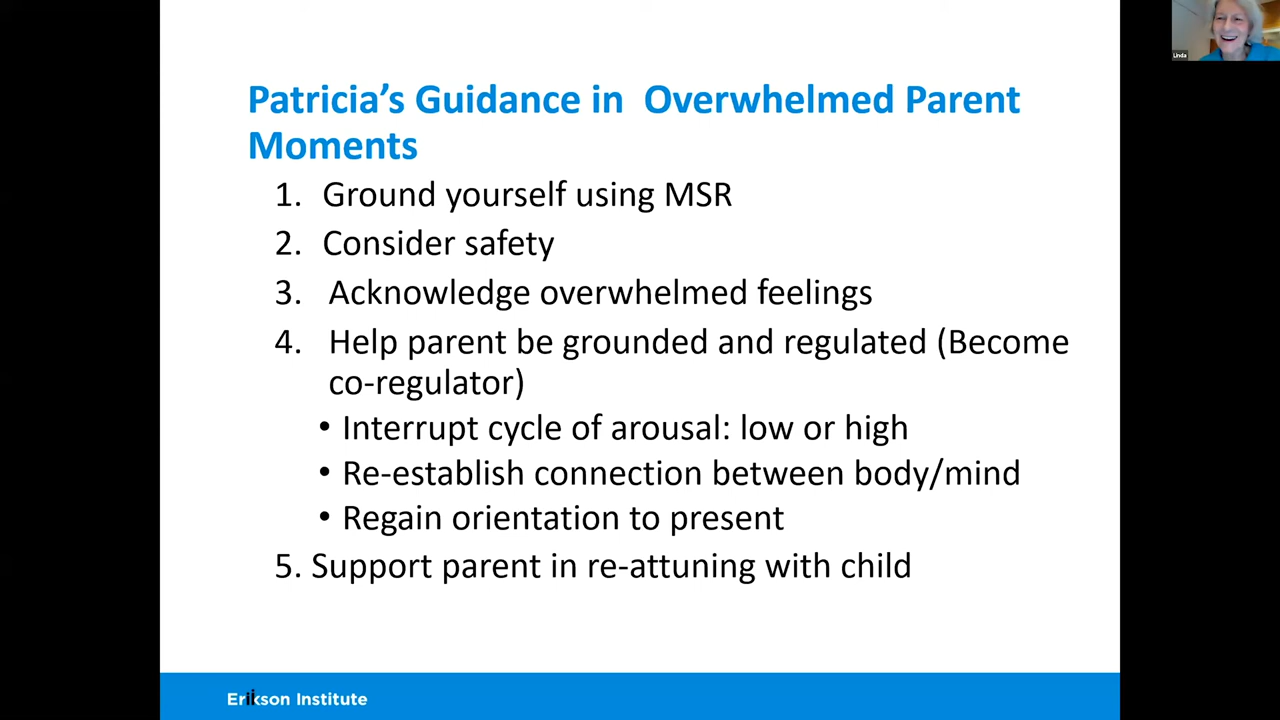 Linda
Patricia's Guidance in Overwhelmed Parent
Moments
1. Ground yourself using MSR
2. Consider safety
3. Acknowledge overwhelmed feelings
4. Help parent be grounded and regulated (Become
co-regulator)
• Interrupt cycle of arousal: low or high
• Re-establish connection between body/mind
• Regain orientation to present
5. Support parent in re-attuning with child
Erikson Institute